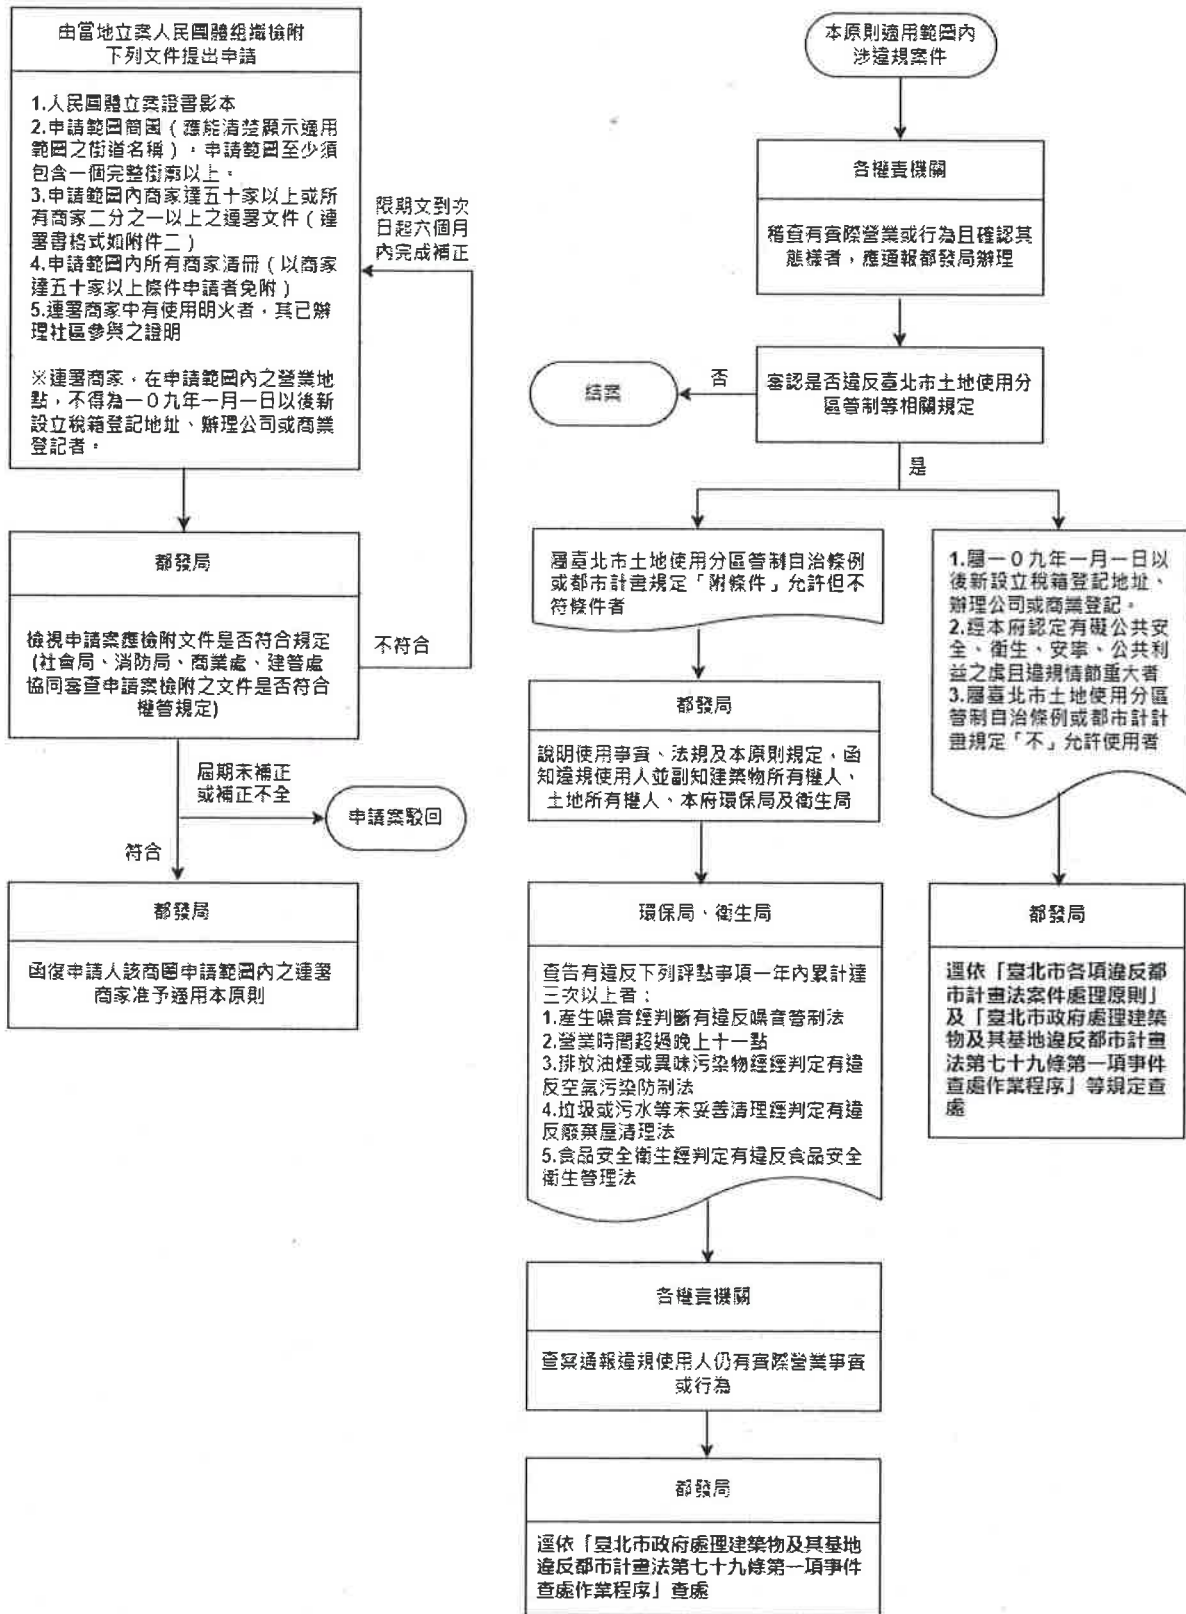 由當地立案人民團體組織檢附
下列文件提出申請
1.人民團體立案證書影本
2.申請範圍簡圖（應能清楚顯示適用
範圍之街道名稱），申請範圍至少須
包含一個完整街廓以上。
3.申請範圍內商家達五十家以上或所
有商家二分之一以上之連署文件（連
署書格式如附件二）
4.申請範圍內所有商家清冊（以商家
達五十家以上條件申請者免附）
5.連署商家中有使用明火者，其已辦
理社區參與之證明
※連署商家，在申請範圍內之營業地
點，不得為一0九年一月一日以後新
設立稅籍登記地址、辦理公司或商業
登記者。
限期文到次
日起六個月
內完成補正
都發局
檢視申請案應檢附文件是否符合規定
(社會局、消防局、商業處、建管處
協同審查申請案檢附之文件是否符合
權管規定)
不符合
屆期未補正
或補正不全
申請案駁回
符合
都發局
函復申請人該商圈申請範圍內之連署
商家准予適用本原則
本原則適用範圍內
涉違規案件
各權責機關
稽查有實際營業或行為且確認其
態樣者，應通報都發局辦理
審認是否違反臺北市土地使用分
區管制等相關規定
否
結案
是
屬臺北市土地使用分區管制自治條例
或都市計畫規定「附條件」允許但不
符條件者
都發局
說明使用事實、法規及本原則規定，函
知違規使用人並副知建築物所有權人、
土地所有權人、本府環保局及衛生局
環保局、衛生局
查告有違反下列評點事項一年內累計達
三次以上者：
1.產生噪音經判斷有違反噪音管制法
2.營業時間超過晚上十一點
3.排放油煙或異味污染物經經判定有違
反空氣污染防制法
4.垃圾或污水等未妥善清理經判定有違
反廢棄屋清理法
5.食品安全衛生經判定有違反食品安全
衛生管理法
各權責機關
查察通報違規使用人仍有實際營業事實
或行為
都發局
逕依「臺北市政府處理建築物及其基地
違反都市計畫法第七十九條第一項事件
查處作業程序」查處
1.屬一0九年一月一日以
後新設立稅籍登記地址、
辦理公司或商業登記。
2.經本府認定有礙公共安
全、衛生、安寧、公共利
益之虞且違規情節重大者
3.屬臺北市土地使用分區
管制自治條例或都市計計
畫規定「不」允許使用者
都發局
逕依「臺北市各項違反都
市計畫法案件處理原則」
及「臺北市政府處理建築
物及其基地違反都市計畫
法第七十九條第一項事件
查處作業程序」等規定查
處